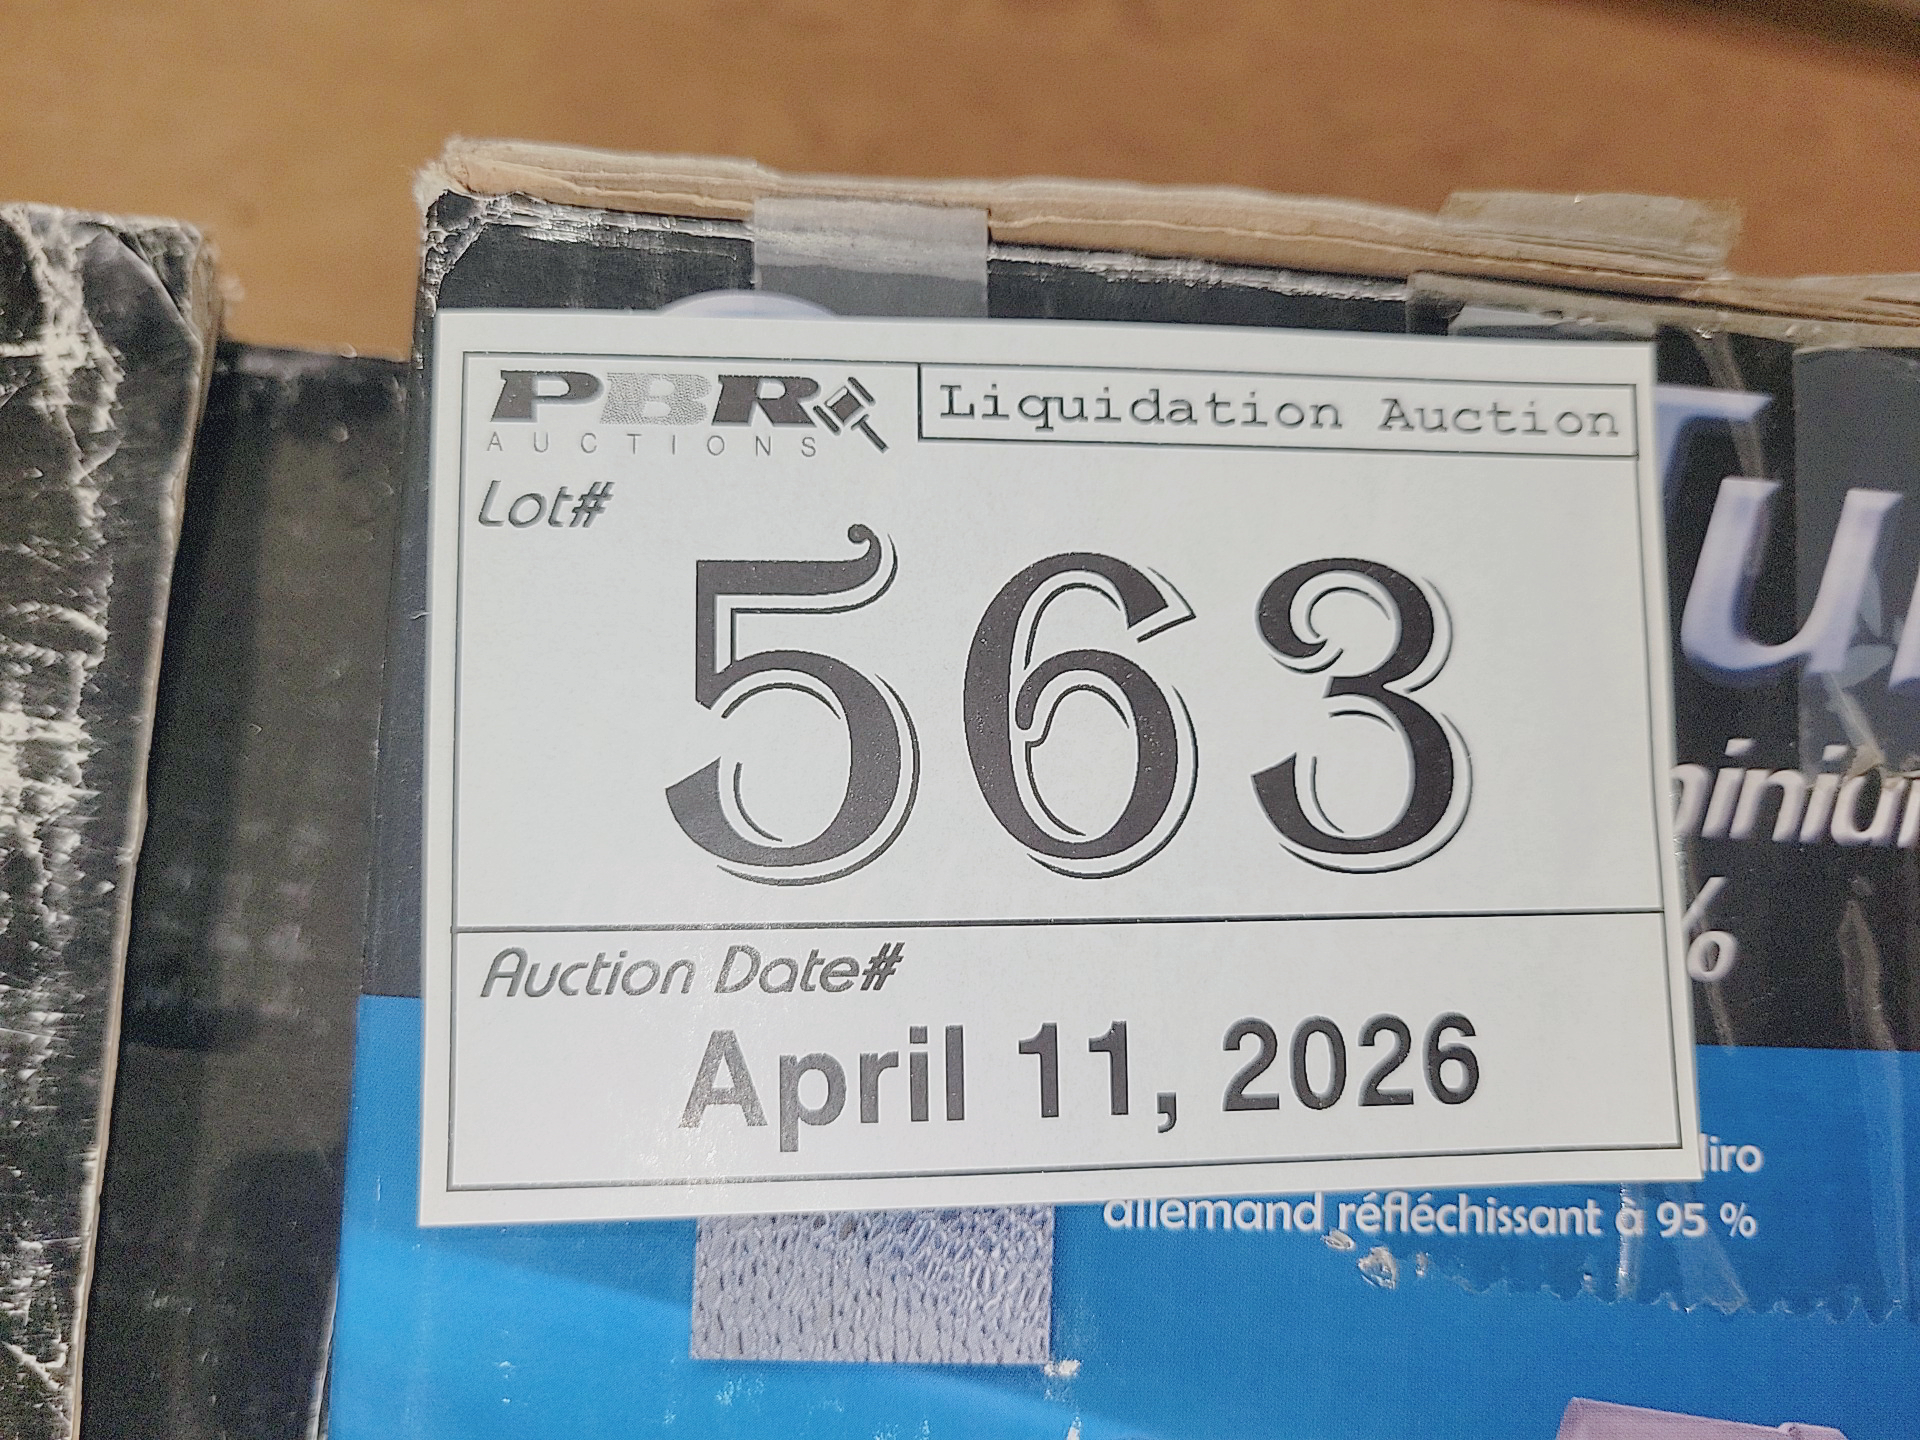 PBR
AUCTIONS
Liquidation Auction
Lot#
563
Auction Date#
April 11, 2026
allemand réfléchissant à 95 %